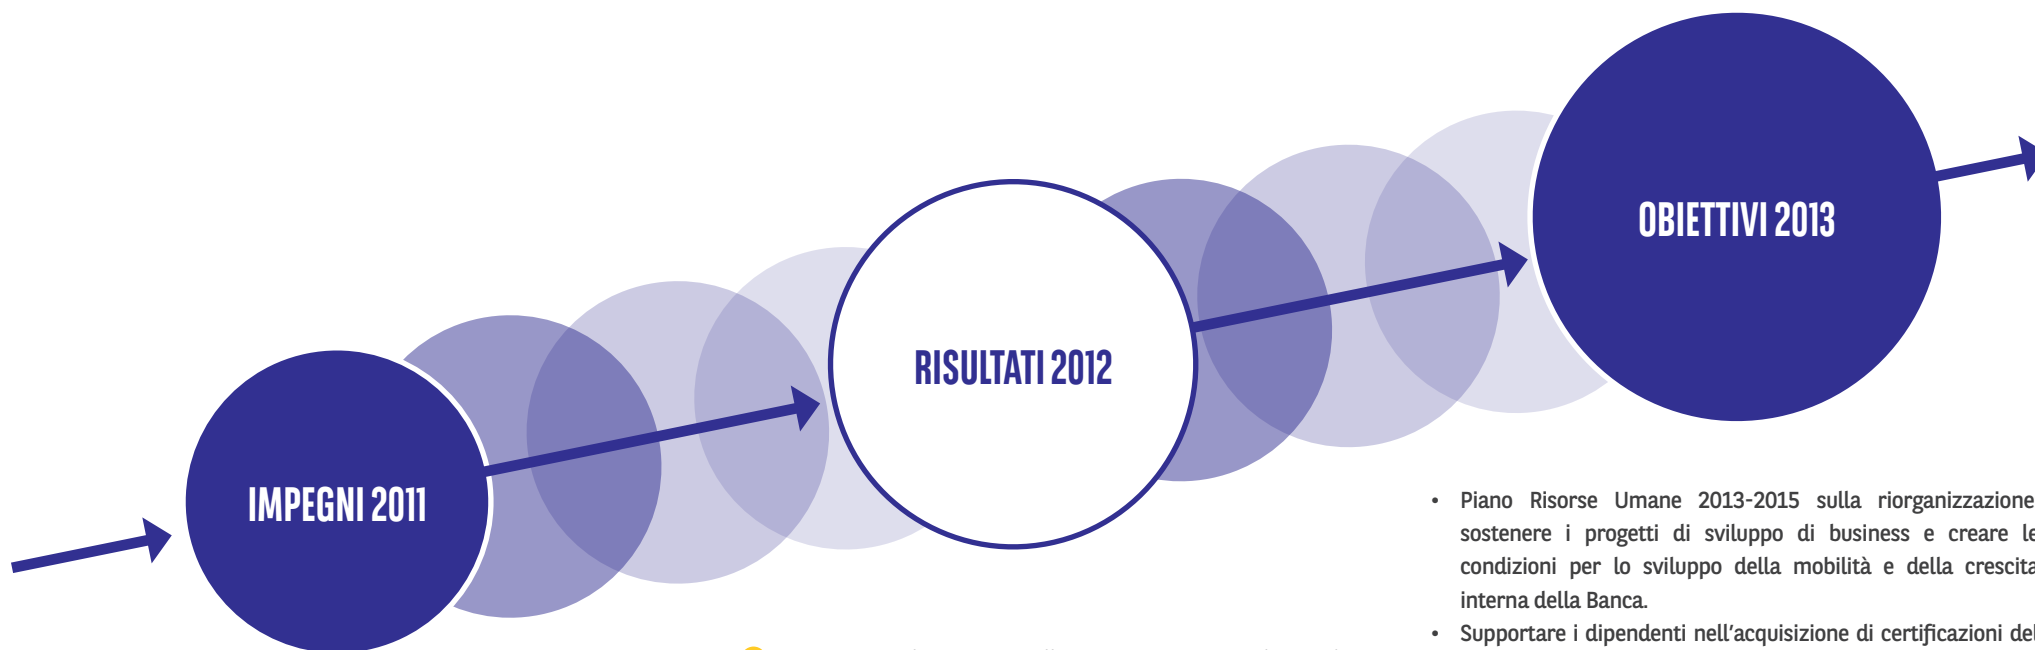 IMPEGNI 2011
RISULTATI 2012
OBIETTIVI 2013
• Piano Risorse Umane 2013-2015 sulla riorganizzazione
sostenere i progetti di sviluppo di business e creare le
condizioni per lo sviluppo della mobilità e della crescita
interna della Banca.
• Supportare i dipendenti nell'acquisizione di certificazioni del